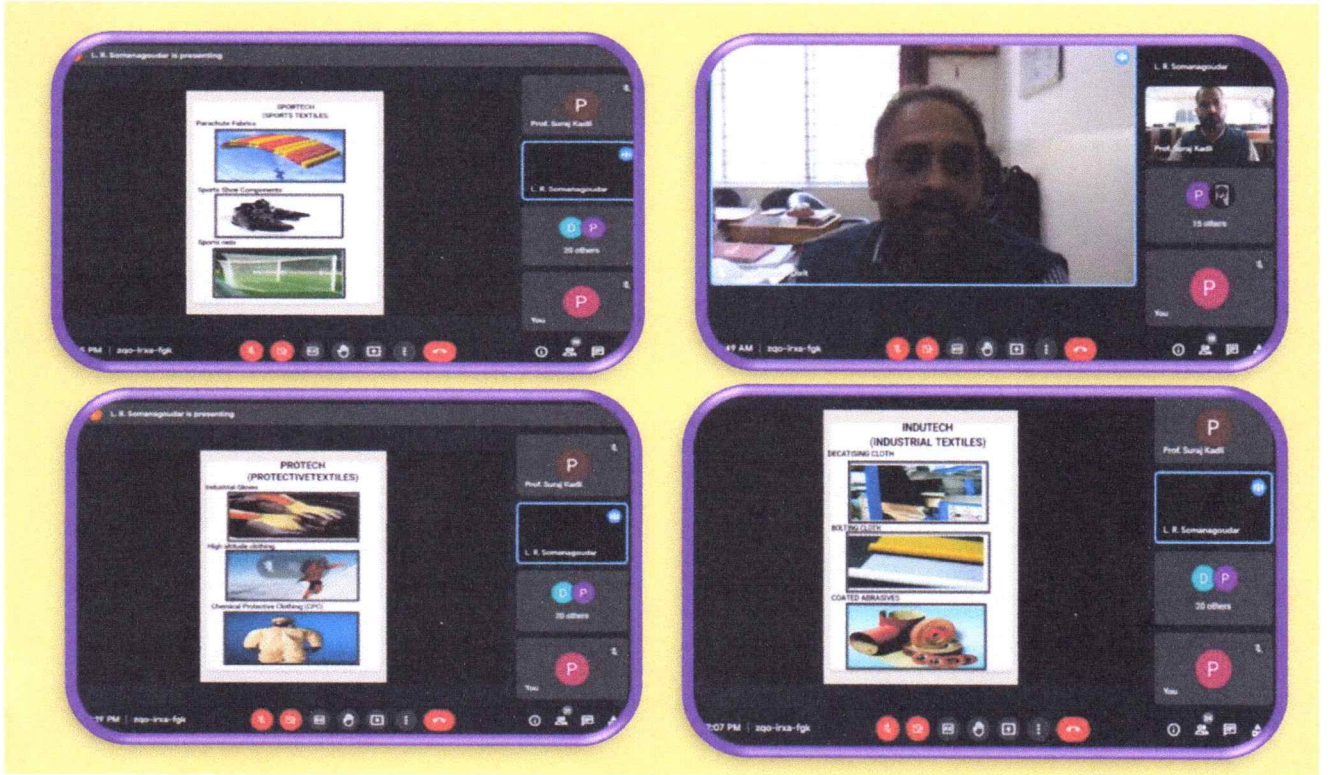 L. R. Somanagoudar is presenting
SPORTECH
(SPORTS TEXTILES)
Parachute Fabrics
Sports Shoe Components
Sports nets
P
Prof. Suraj Kadli
L. R. Somanagoudar
D P
20 others
P
You
PM | zqo-irxa-fgk
L. R. Somanagoudar
Prof. Suraj Kadli
P
15 others
P
You
49 AM | zqo-irxa-fgk
L. R. Somanagoudar is presenting
PROTECH
(PROTECTIVETEXTILES)
Industrial Gloves
High altitude clothing
Chemical Protective Clothing (CPC)
P
Prof. Suraj Kadli
L. R. Somanagoudar
D P
20 others
P
You
PM | zqo-irxa-fgk
INDUTECH
(INDUSTRIAL TEXTILES)
DECATISING CLOTH
BOLTING CLOTH
COATED ABRASIVES
P
Prof. Suraj Kadli
L. R. Somanagoudar
D P
20 others
P
You
2:07 PM | zqo-irxa-fgk